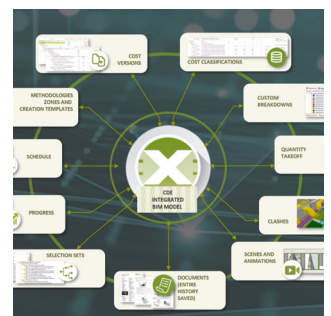 COST
VERSIONS
COST CLASSIFICATIONS
METHODOLOGIES
ZONES AND
CREATION TEMPLATES
CUSTOM
BREAKDOWNS
SCHEDULE
QUANTITY
TAKEOFF
CDE
INTEGRATED
BIM MODEL
PROGRESS
CLASHES
SELECTION SETS
SCENES AND
ANIMATIONS
DOCUMENTS
(ENTIRE
HISTORY
SAVED)